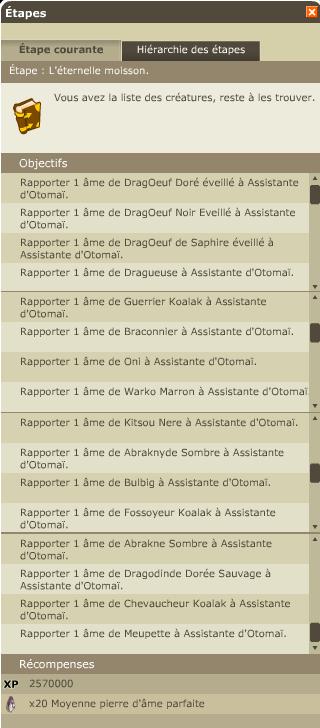 Étapes
Étape courante
Hiérarchie des étapes
Étape : L'éternelle moisson.
Vous avez la liste des créatures, reste à les trouver.
Objectifs
Rapporter 1 âme de DragOeuf Doré éveillé à Assistante
d'Otomaï.
Rapporter 1 âme de DragOeuf Noir Eveillé à Assistante
d'Otomaï.
Rapporter 1 âme de DragOeuf de Saphire éveillé à
Assistante d'Otomaï.
Rapporter 1 âme de Dragueuse à Assistante d'Otomaï.
Rapporter 1 âme de Guerrier Koalak à Assistante
d'Otomaï.
Rapporter 1 âme de Braconnier à Assistante d'Otomaï.
Rapporter 1 âme de Oni à Assistante d'Otomaï.
Rapporter 1 âme de Warko Marron à Assistante d'Otomaï
Rapporter 1 âme de Kitsou Nere à Assistante d'Otomaï.
Rapporter 1 âme de Abraknyde Sombre à Assistante
d'Otomaï.
Rapporter 1 âme de Bulbig à Assistante d'Otomaï.
Rapporter 1 âme de Fossoyeur Koalak à Assistante
d'Otomaï.
Rapporter 1 âme de Abrakne Sombre à Assistante
d'Otomaï.
Rapporter 1 âme de Dragodinde Dorée Sauvage à
Assistante d'Otomaï.
Rapporter 1 âme de Chevaucheur Koalak à Assistante
d'Otomaï.
Rapporter 1 âme de Meupette à Assistante d'Otomaï.
Récompenses
XP 2570000
x20 Moyenne pierre d'âme parfaite